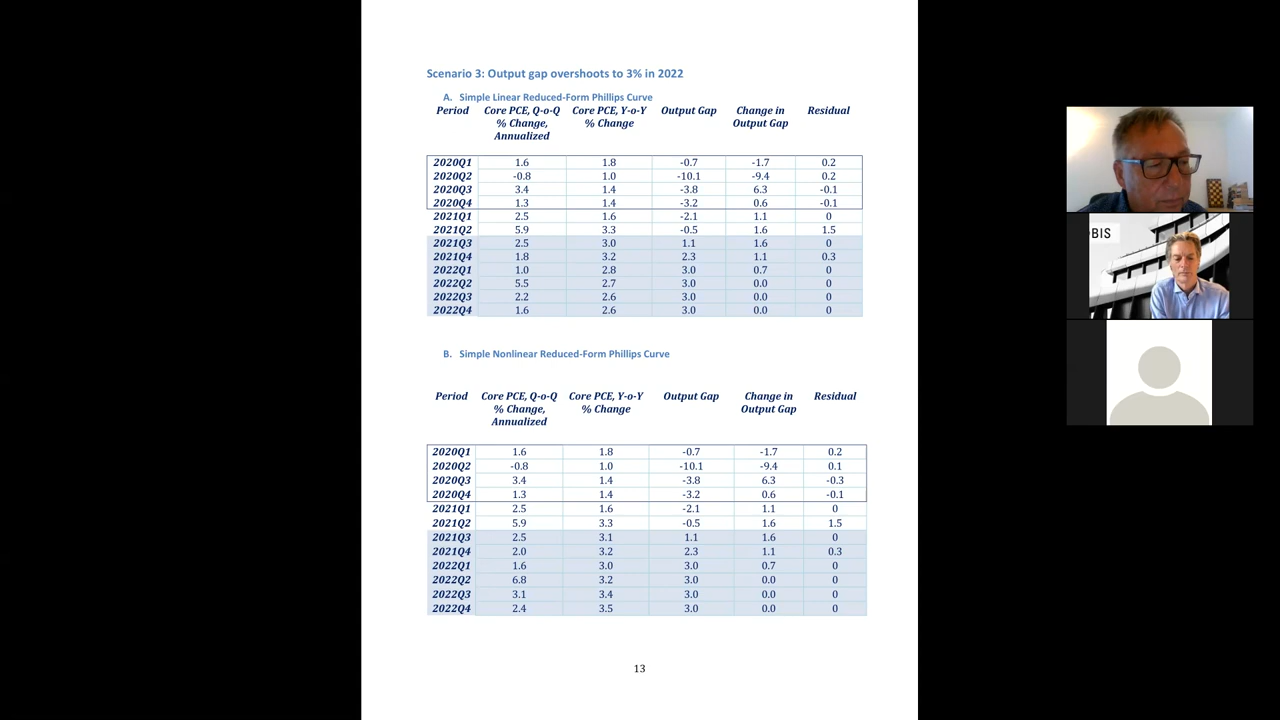 Scenario 3: Output gap overshoots to 3% in 2022
A. Simple Linear Reduced-Form Phillips Curve
Period Core PCE, Q-o-Q Core PCE, Y-o-Y Output Gap Change in Residual
% Change, % Change Output Gap
Annualized
2020Q1 1.6 1.8 -0.7 -1.7 0.2
2020Q2 -0.8 1.0 -10.1 -9.4 0.2
2020Q3 3.4 1.4 -3.8 6.3 -0.1
2020Q4 1.3 1.4 -3.2 0.6 -0.1
2021Q1 2.5 1.6 -2.1 1.1 0
2021Q2 5.9 3.3 -0.5 1.6 1.5
2021Q3 2.5 3.0 1.1 1.6 0
2021Q4 1.8 3.2 2.3 1.1 0.3
2022Q1 1.0 2.8 3.0 0.7 0
2022Q2 5.5 2.7 3.0 0.0 0
2022Q3 2.2 2.6 3.0 0.0 0
2022Q4 1.6 2.6 3.0 0.0 0
B. Simple Nonlinear Reduced-Form Phillips Curve
Period Core PCE, Q-o-Q Core PCE, Y-o-Y Output Gap Change in Residual
% Change, % Change Output Gap
Annualized
2020Q1 1.6 1.8 -0.7 -1.7 0.2
2020Q2 -0.8 1.0 -10.1 -9.4 0.1
2020Q3 3.4 1.4 -3.8 6.3 -0.3
2020Q4 1.3 1.4 -3.2 0.6 -0.1
2021Q1 2.5 1.6 -2.1 1.1 0
2021Q2 5.9 3.3 -0.5 1.6 1.5
2021Q3 2.5 3.1 1.1 1.6 0
2021Q4 2.0 3.2 2.3 1.1 0.3
2022Q1 1.6 3.0 3.0 0.7 0
2022Q2 6.8 3.2 3.0 0.0 0
2022Q3 3.1 3.4 3.0 0.0 0
2022Q4 2.4 3.5 3.0 0.0 0
13
BIS